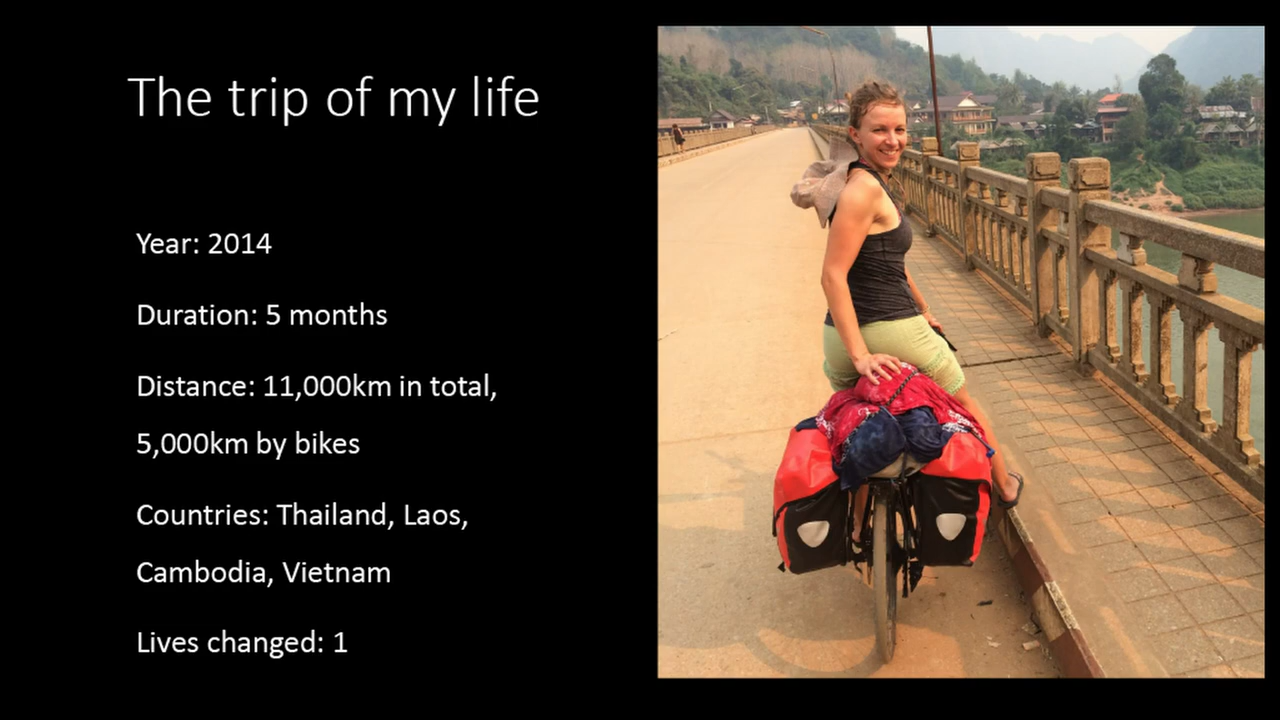 The trip of my life
Year: 2014
Duration: 5 months
Distance: 11,000km in total,
5,000km by bikes
Countries: Thailand, Laos,
Cambodia, Vietnam
Lives changed: 1